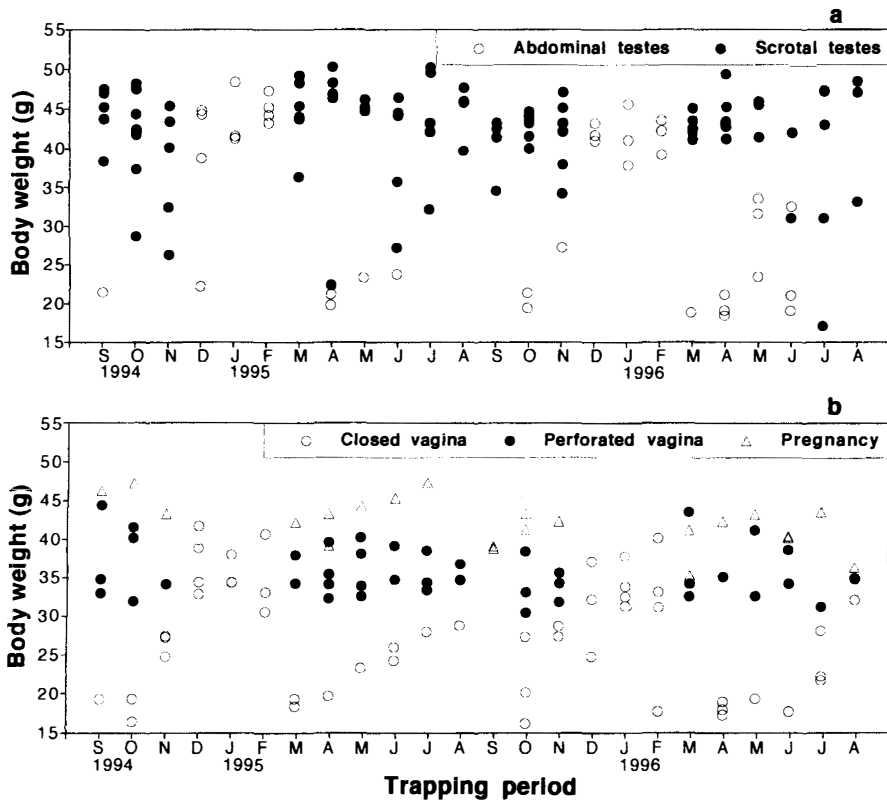 a
○ Abdominal testes ● Scrotal testes
Body weight (g)
55
50
45
40
35
30
25
20
15
S O N D J F M A M J J A S O N D J F M A M J J A
1994 1995 1996
b
○ Closed vagina ● Perforated vagina △ Pregnancy
Body weight (g)
55
50
45
40
35
30
25
20
15
S O N D J F M A M J J A S O N D J F M A M J J A
1994 1995 1996
Trapping period